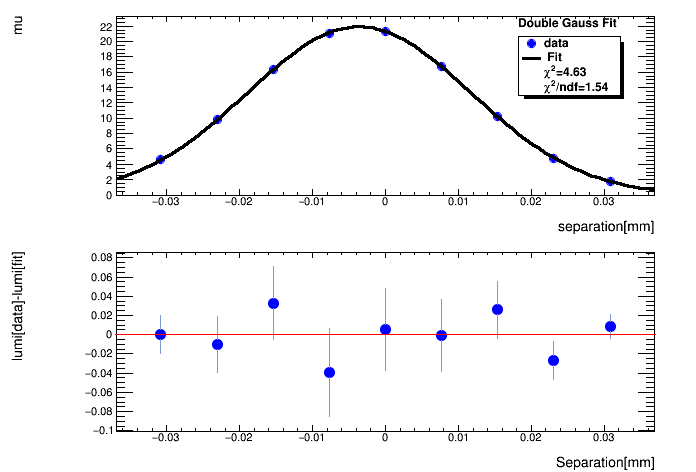 mu
Double Gauss Fit
data
Fit
χ²=4.63
χ²/ndf=1.54
22
20
18
16
14
12
10
8
6
4
2
0
−0.03 −0.02 −0.01 0 0.01 0.02 0.03
separation[mm]
lumi[data]-lumi[fit]
0.08
0.06
0.04
0.02
0
−0.02
−0.04
−0.06
−0.08
−0.1
−0.03 −0.02 −0.01 0 0.01 0.02 0.03
Separation[mm]